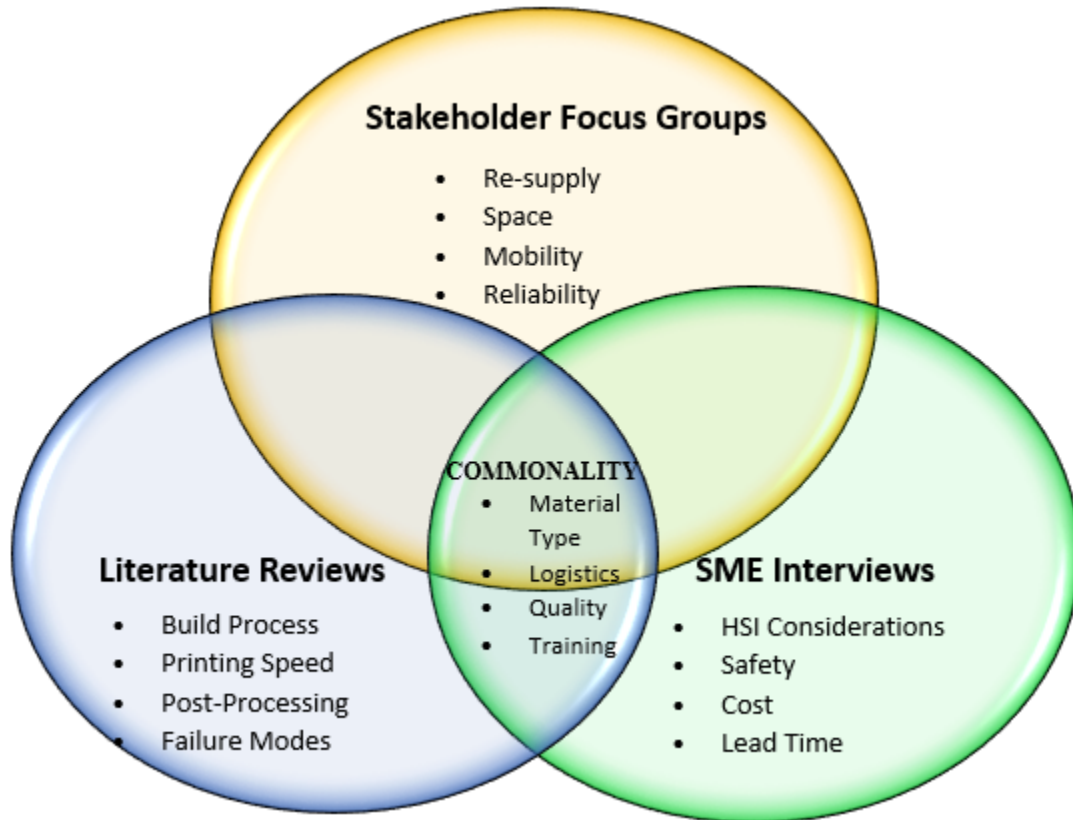 Stakeholder Focus Groups
• Re-supply
• Space
• Mobility
• Reliability
COMMONALITY
• Material
Type
• Logistics
• Quality
• Training
Literature Reviews
• Build Process
• Printing Speed
• Post-Processing
• Failure Modes
SME Interviews
• HSI Considerations
• Safety
• Cost
• Lead Time